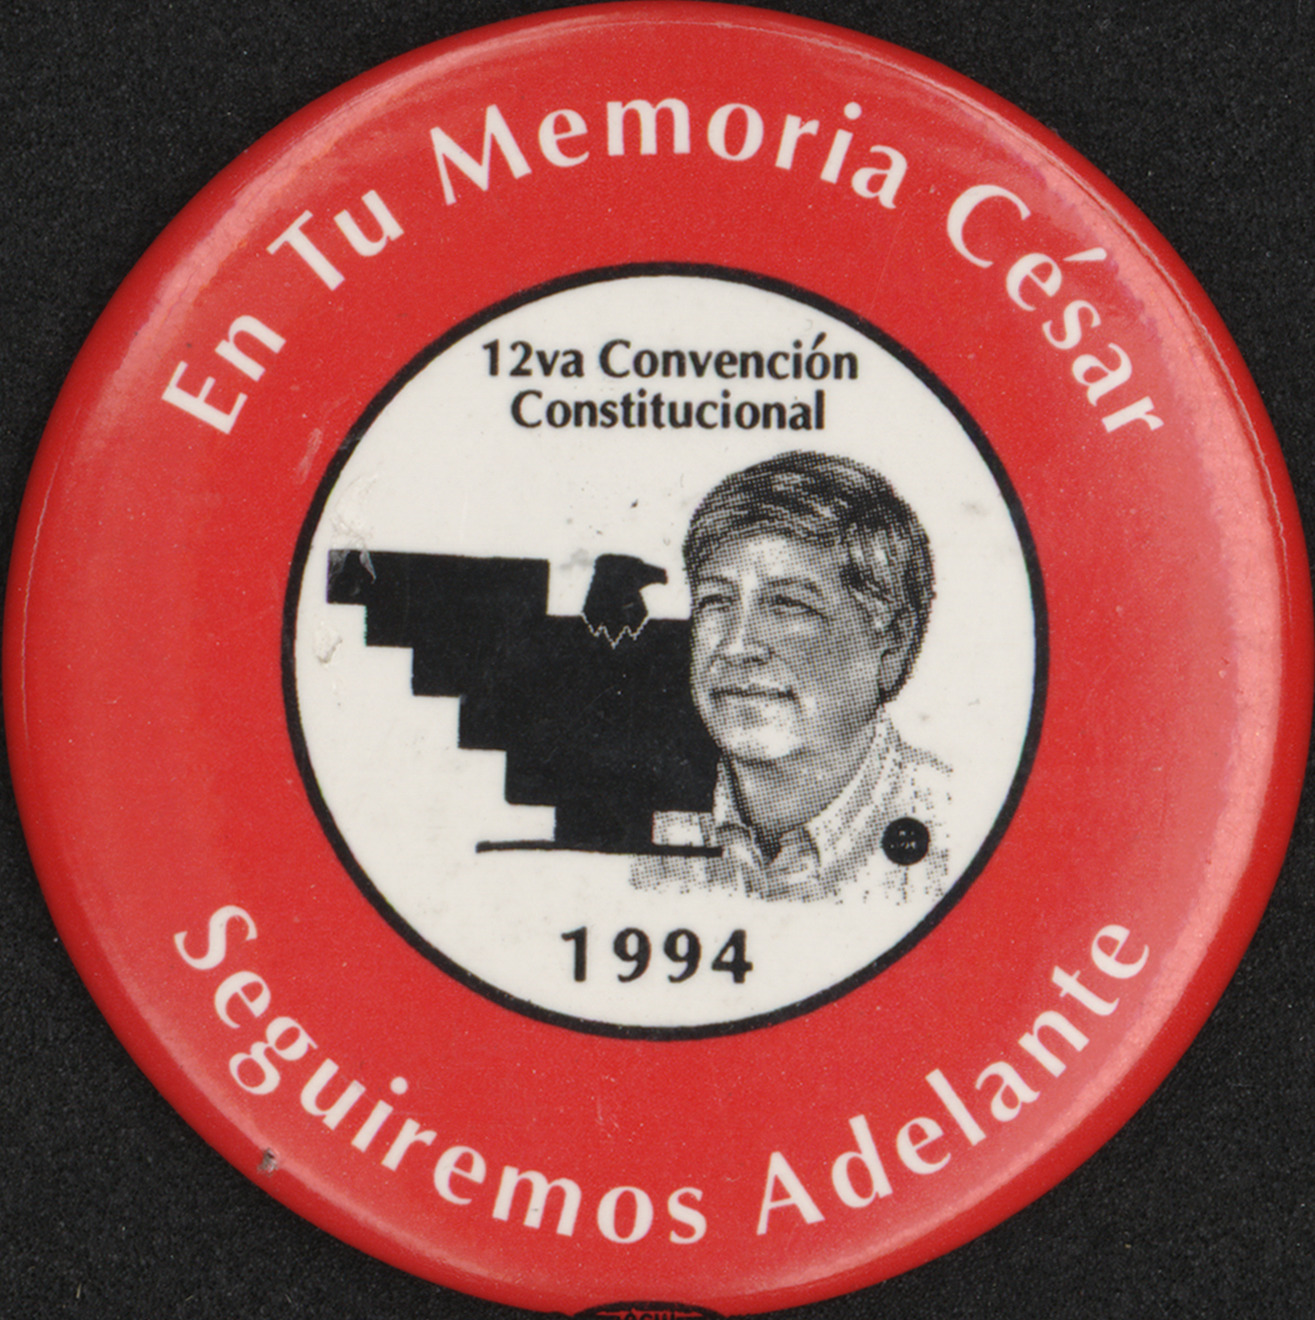 En Tu Memoria César
12va Convención
Constitucional
1994
Seguiremos Adelante